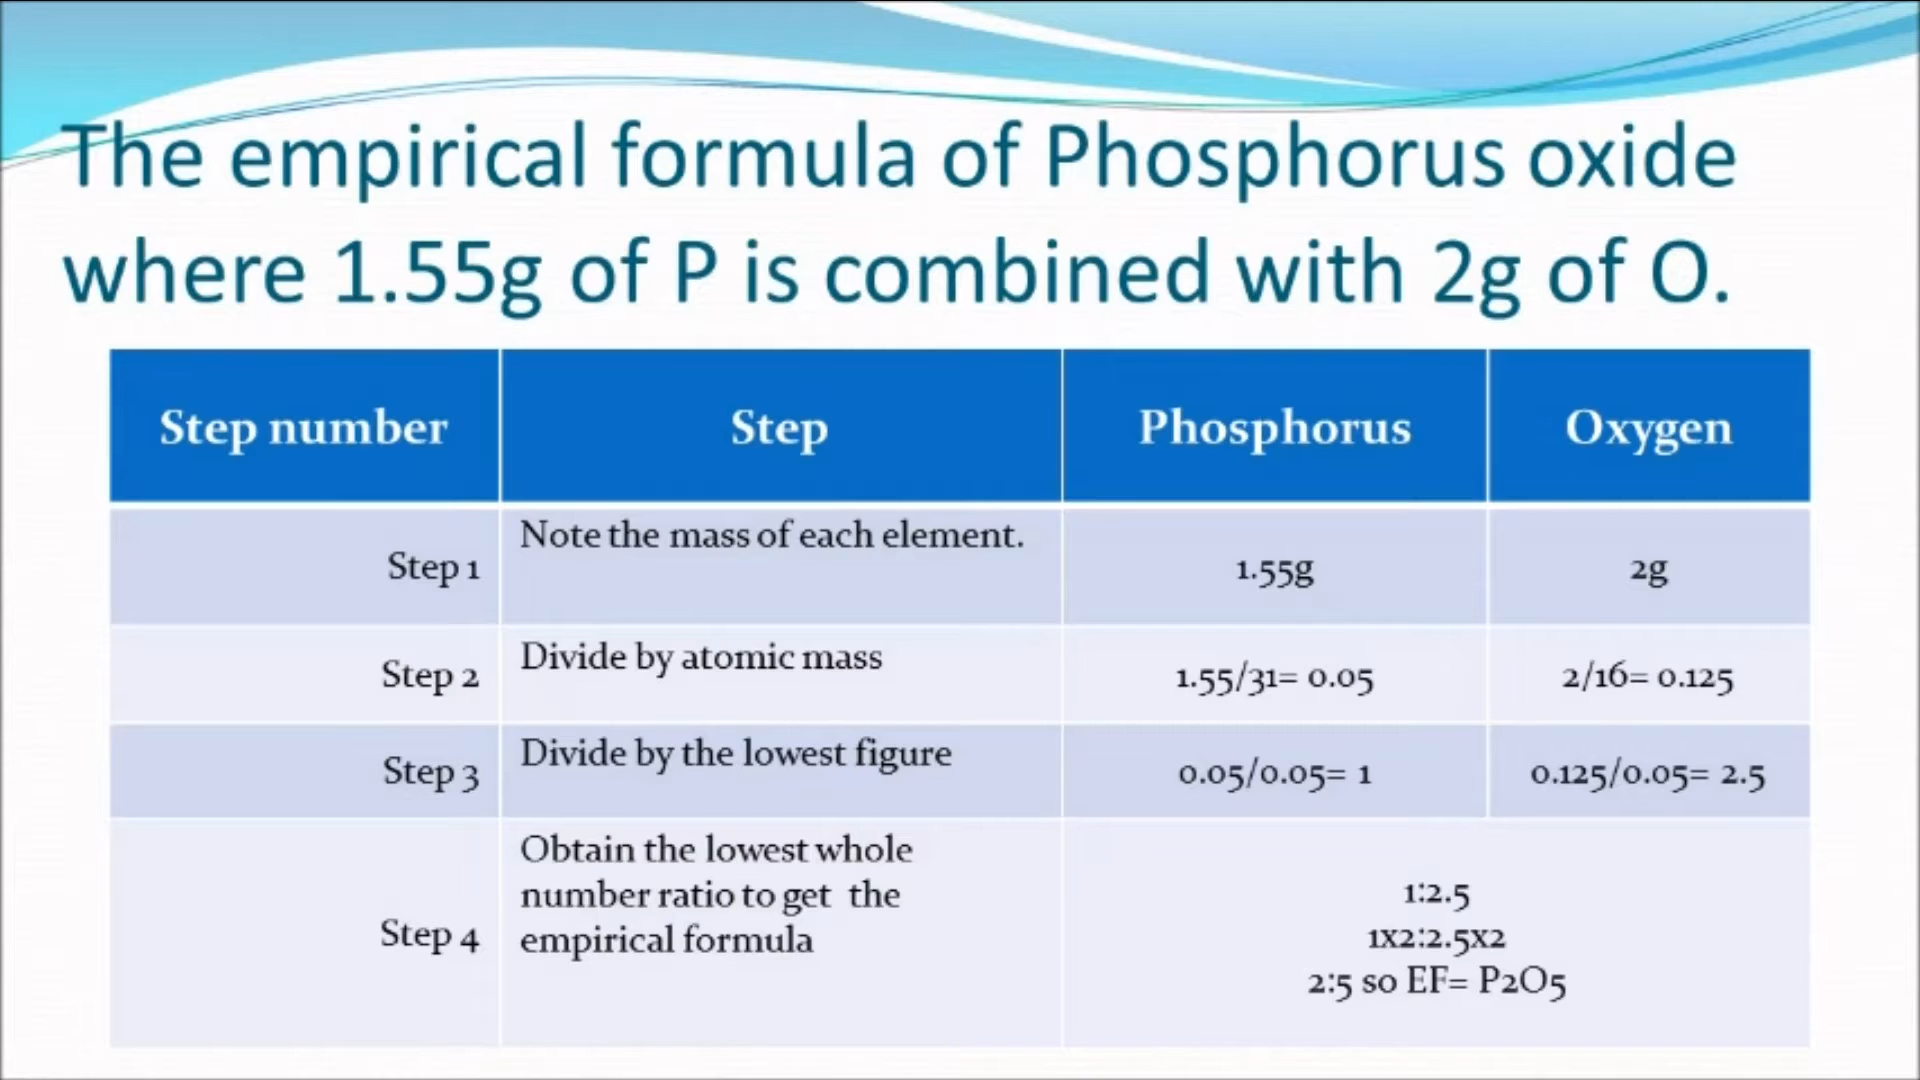 The empirical formula of Phosphorus oxide
where 1.55g of P is combined with 2g of O.
Step number Step Phosphorus Oxygen
Step 1 Note the mass of each element. 1.55g 2g
Step 2 Divide by atomic mass 1.55/31= 0.05 2/16= 0.125
Step 3 Divide by the lowest figure 0.05/0.05= 1 0.125/0.05= 2.5
Step 4
Obtain the lowest whole
number ratio to get the
empirical formula
1:2.5
1x2:2.5x2
2:5 so EF= P2O5